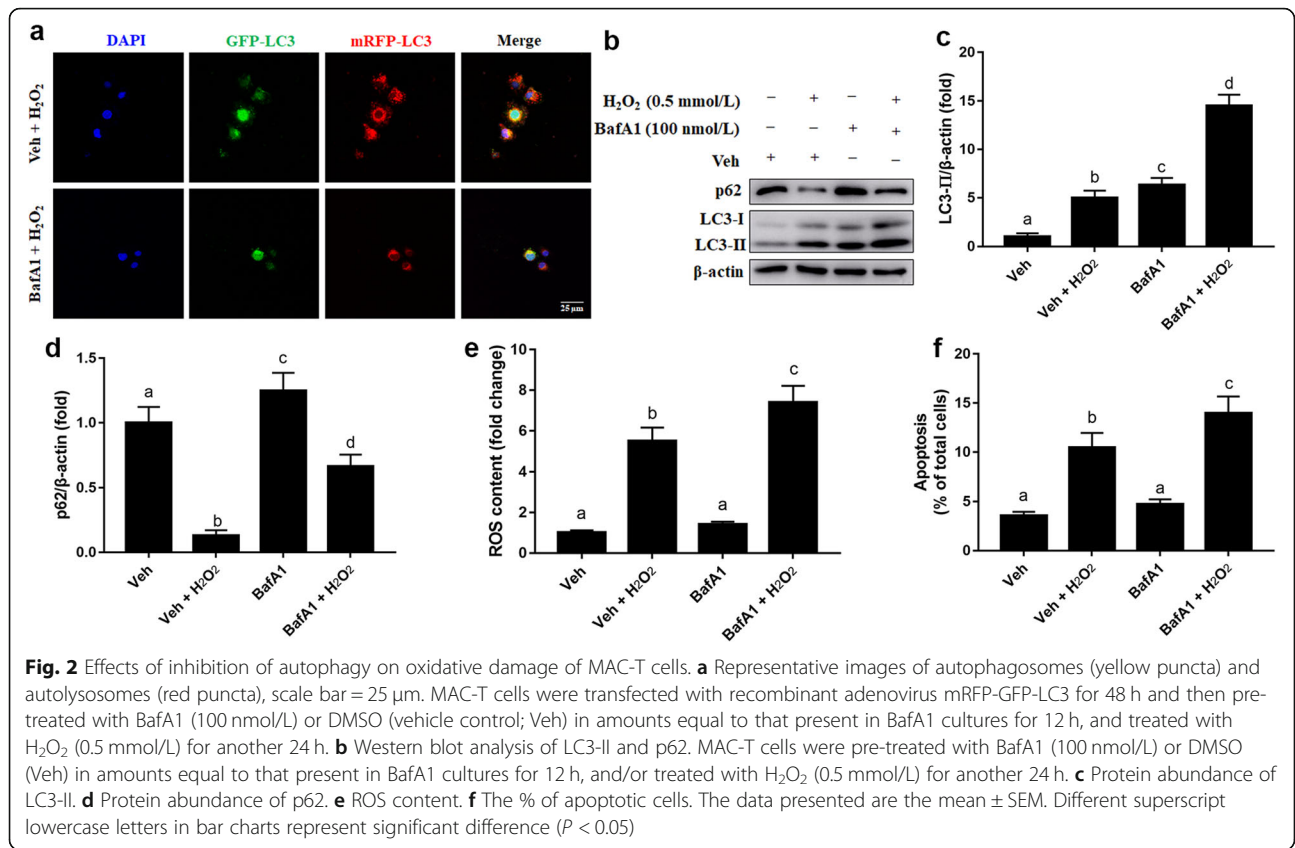 a
DAPI GFP-LC3 mRFP-LC3 Merge
Veh + H₂O₂
BafA1 + H₂O₂
25 μm
b
H₂O₂ (0.5 mmol/L) − + − +
BafA1 (100 nmol/L) − − + +
Veh + + − −
p62
LC3-I
LC3-II
β-actin
c
LC3-II/β-actin (fold)
20
15
10
5
0
a b c d
Veh Veh + H₂O₂ BafA1 BafA1 + H₂O₂
d
p62/β-actin (fold)
1.5
1.0
0.5
0.0
a b c d
Veh Veh + H₂O₂ BafA1 BafA1 + H₂O₂
e
ROS content (fold change)
10
8
6
4
2
0
a b a c
Veh Veh + H₂O₂ BafA1 BafA1 + H₂O₂
f
Apoptosis
(% of total cells)
20
15
10
5
0
a b a c
Veh Veh + H₂O₂ BafA1 BafA1 + H₂O₂
Fig. 2 Effects of inhibition of autophagy on oxidative damage of MAC-T cells. a Representative images of autophagosomes (yellow puncta) and
autolysosomes (red puncta), scale bar = 25 μm. MAC-T cells were transfected with recombinant adenovirus mRFP-GFP-LC3 for 48 h and then pre-
treated with BafA1 (100 nmol/L) or DMSO (vehicle control; Veh) in amounts equal to that present in BafA1 cultures for 12 h, and treated with
H₂O₂ (0.5 mmol/L) for another 24 h. b Western blot analysis of LC3-II and p62. MAC-T cells were pre-treated with BafA1 (100 nmol/L) or DMSO
(Veh) in amounts equal to that present in BafA1 cultures for 12 h, and/or treated with H₂O₂ (0.5 mmol/L) for another 24 h. c Protein abundance of
LC3-II. d Protein abundance of p62. e ROS content. f The % of apoptotic cells. The data presented are the mean ± SEM. Different superscript
lowercase letters in bar charts represent significant difference (P < 0.05)